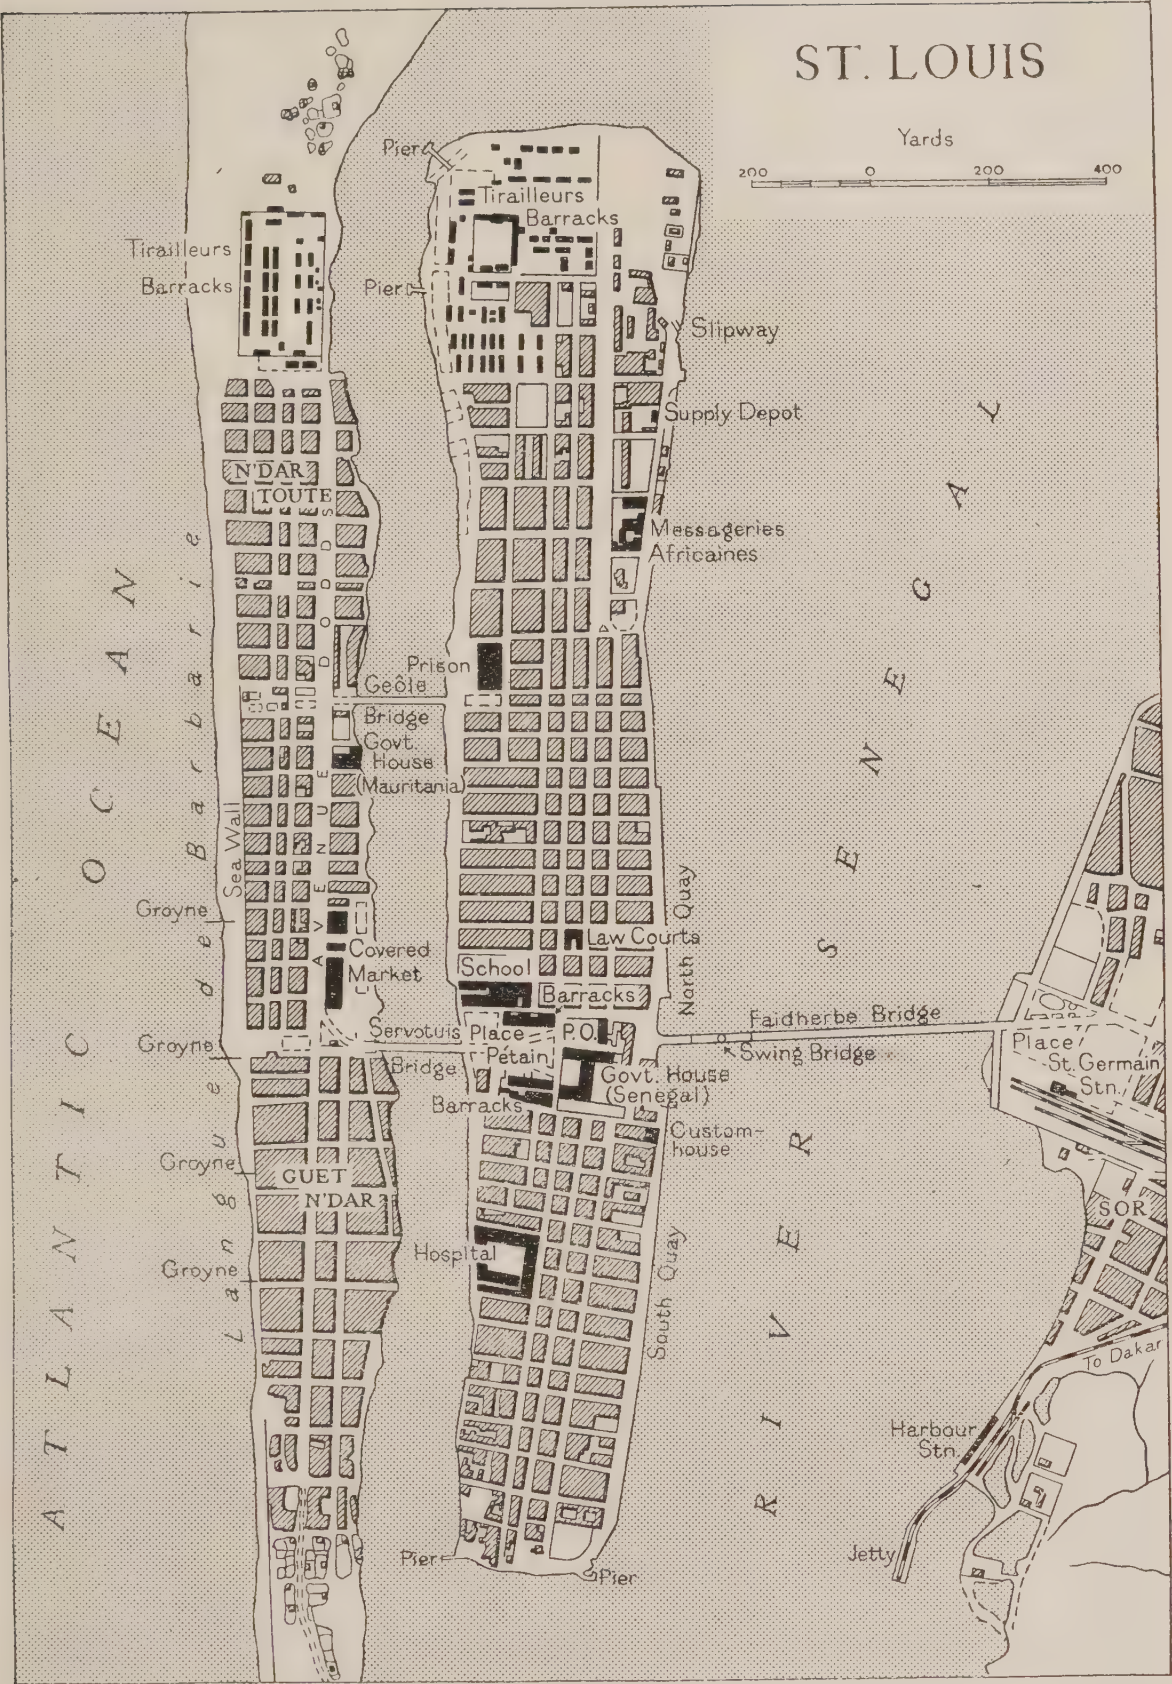 ST. LOUIS
Yards
200 0 200 400
Pier
Tirailleurs
Barracks
Tirailleurs
Barracks
Pier
Slipway
Supply Depot
N'DAR
TOUTE
Messageries
Africaines
AVENUE DODDS
Prison
Geôle
Bridge
Govt.
House
(Mauritania)
Sea Wall
Groyne
Covered
Market
Law Courts
North Quay
School
Barracks
Servotuis
Bridge
Place
Pétain
P.O.
Faidherbe Bridge
Swing Bridge
Groyne
Place
St. Germain
Stn.
Govt. House
(Senegal)
Barracks
Custom-
house
Groyne
GUET
N'DAR
SOR
Hospital
South Quay
Groyne
To Dakar
Harbour
Stn.
Jetty
Pier
Pier
ATLANTIC OCEAN
Langue de Barbarie
RIVER SENEGAL